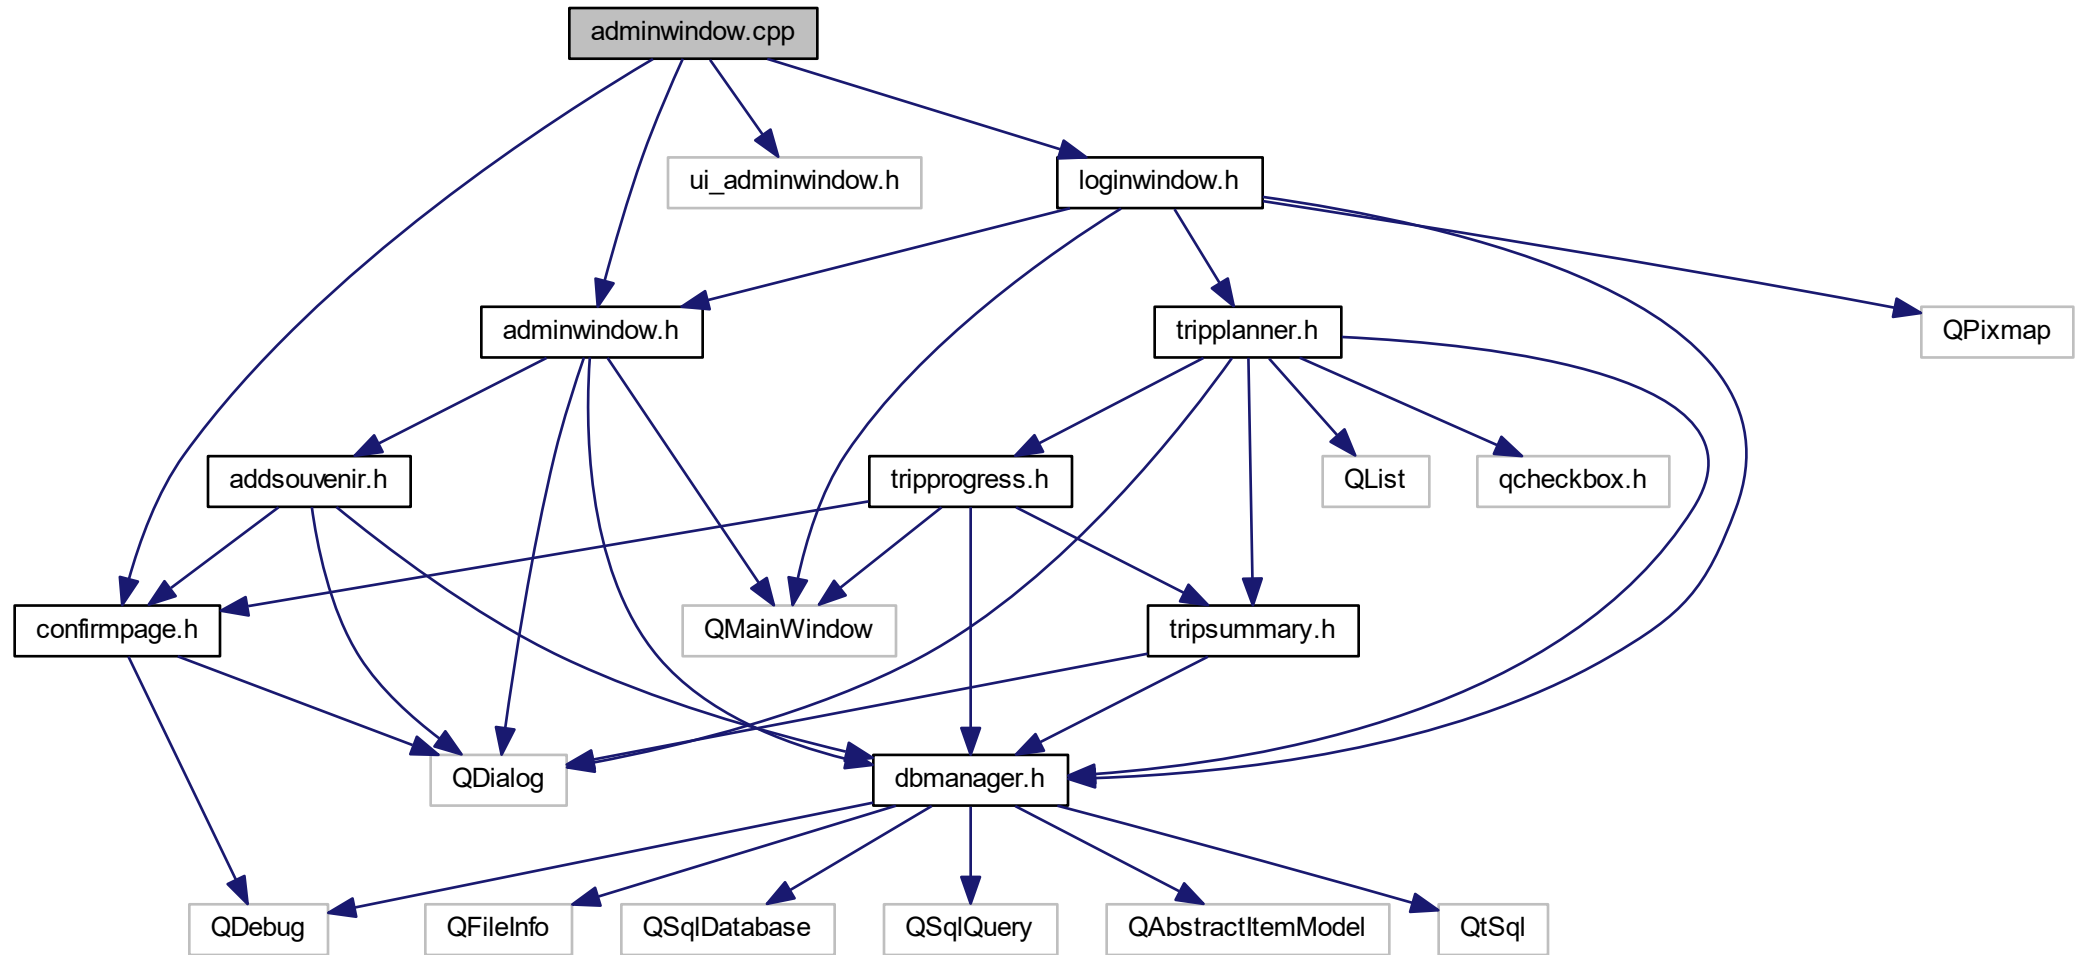 adminwindow.cpp
ui_adminwindow.h
loginwindow.h
adminwindow.h
tripplanner.h
QPixmap
addsouvenir.h
tripprogress.h
QList
qcheckbox.h
confirmpage.h
QMainWindow
tripsummary.h
QDialog
dbmanager.h
QDebug
QFileInfo
QSqlDatabase
QSqlQuery
QAbstractItemModel
QtSql